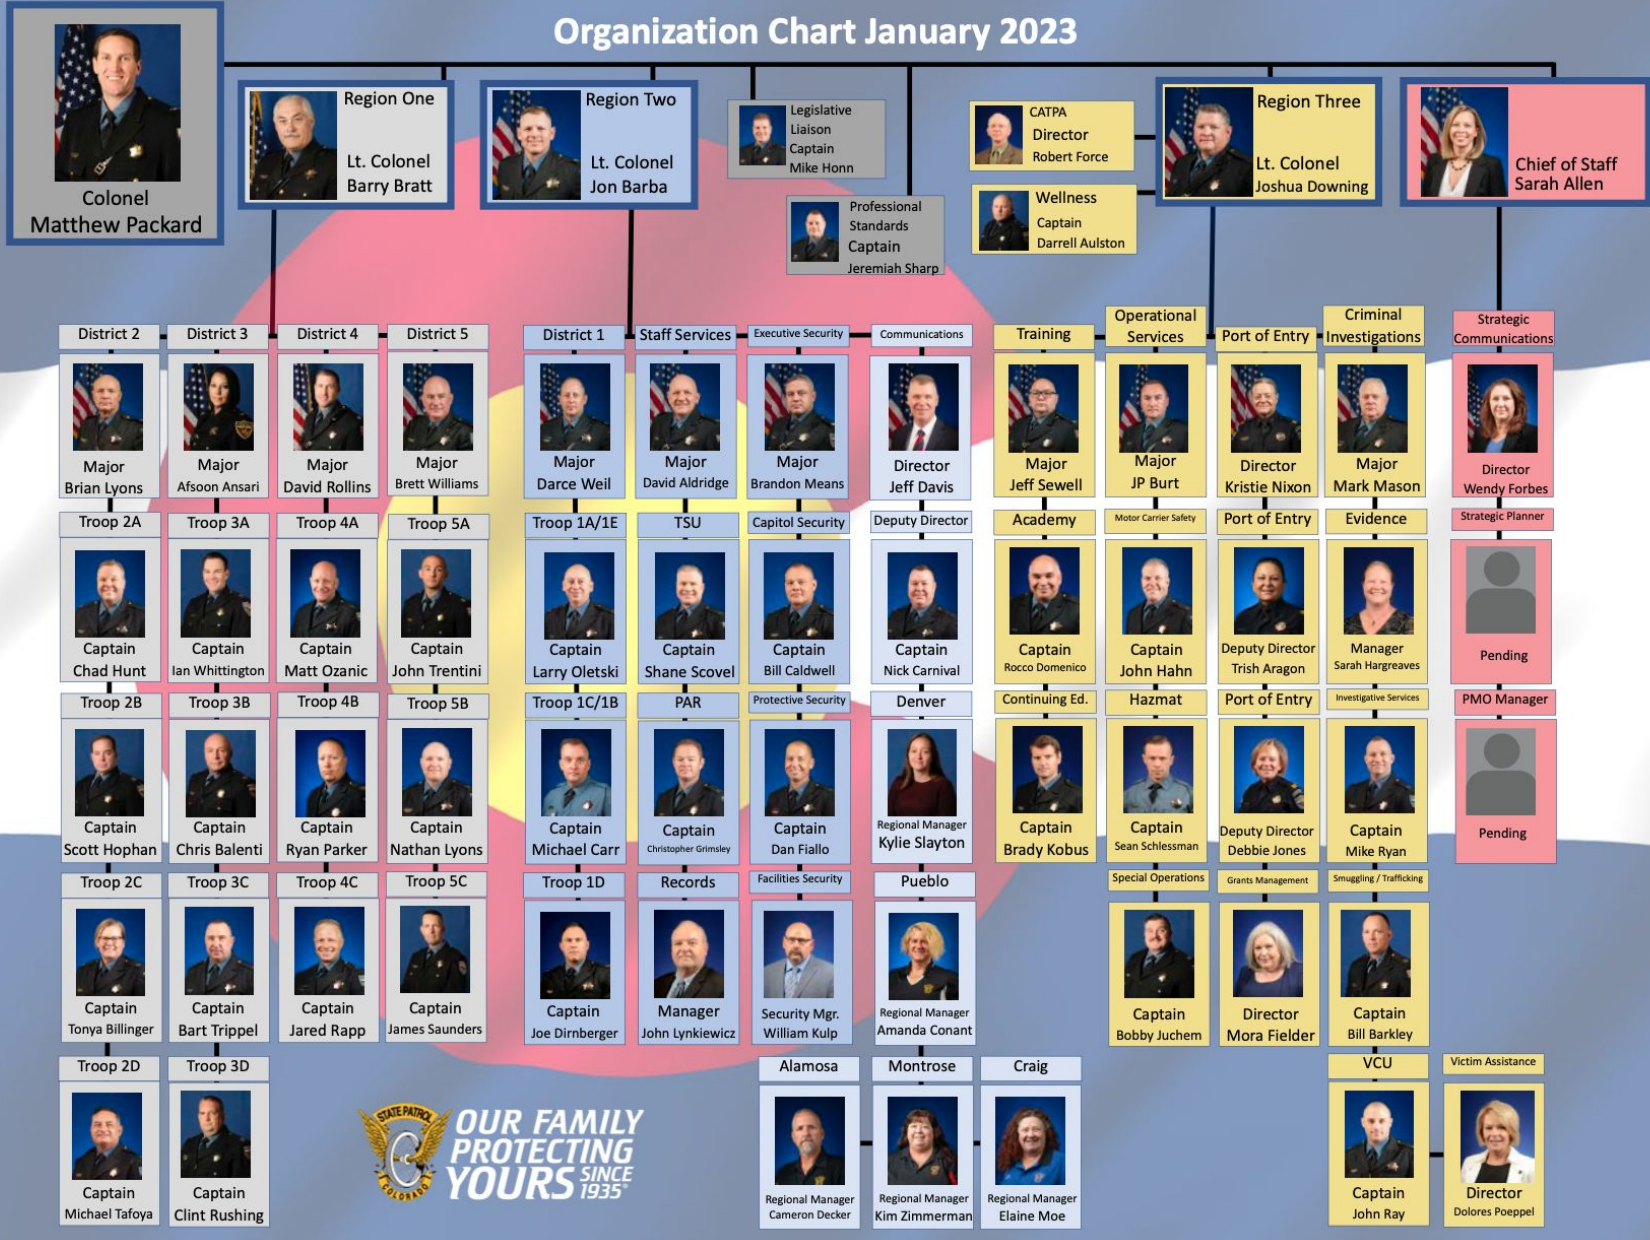 Organization Chart January 2023
Colonel
Matthew Packard
Region One
Lt. Colonel
Barry Bratt
Region Two
Lt. Colonel
Jon Barba
Legislative
Liaison
Captain
Mike Honn
Professional
Standards
Captain
Jeremiah Sharp
CATPA
Director
Robert Force
Wellness
Captain
Darrell Aulston
Region Three
Lt. Colonel
Joshua Downing
Chief of Staff
Sarah Allen
District 2
Major
Brian Lyons
District 3
Major
Afsoon Ansari
District 4
Major
David Rollins
District 5
Major
Brett Williams
District 1
Major
Darce Weil
Staff Services
Major
David Aldridge
Executive Security
Major
Brandon Means
Communications
Director
Jeff Davis
Training
Major
Jeff Sewell
Operational
Services
Major
JP Burt
Port of Entry
Director
Kristie Nixon
Criminal
Investigations
Major
Mark Mason
Strategic
Communications
Director
Wendy Forbes
Troop 2A
Captain
Chad Hunt
Troop 3A
Captain
Ian Whittington
Troop 4A
Captain
Matt Ozanic
Troop 5A
Captain
John Trentini
Troop 1A/1E
Captain
Larry Oletski
TSU
Captain
Shane Scovel
Capitol Security
Captain
Bill Caldwell
Deputy Director
Captain
Nick Carnival
Academy
Captain
Rocco Domenico
Motor Carrier Safety
Captain
John Hahn
Port of Entry
Deputy Director
Trish Aragon
Evidence
Manager
Sarah Hargreaves
Strategic Planner
Pending
Troop 2B
Captain
Scott Hophan
Troop 3B
Captain
Chris Balenti
Troop 4B
Captain
Ryan Parker
Troop 5B
Captain
Nathan Lyons
Troop 1C/1B
Captain
Michael Carr
PAR
Captain
Christopher Grimsley
Protective Security
Captain
Dan Fiallo
Denver
Regional Manager
Kylie Slayton
Continuing Ed.
Captain
Brady Kobus
Hazmat
Captain
Sean Schlessman
Port of Entry
Deputy Director
Debbie Jones
Investigative Services
Captain
Mike Ryan
PMO Manager
Pending
Troop 2C
Captain
Tonya Billinger
Troop 3C
Captain
Bart Trippel
Troop 4C
Captain
Jared Rapp
Troop 5C
Captain
James Saunders
Troop 1D
Captain
Joe Dirnberger
Records
Manager
John Lynkiewicz
Facilities Security
Security Mgr.
William Kulp
Pueblo
Regional Manager
Amanda Conant
Special Operations
Captain
Bobby Juchem
Grants Management
Director
Mora Fielder
Smuggling / Trafficking
Captain
Bill Barkley
Troop 2D
Captain
Michael Tafoya
Troop 3D
Captain
Clint Rushing
STATE PATROL
COLORADO
OUR FAMILY
PROTECTING
YOURS SINCE 1935
Alamosa
Regional Manager
Cameron Decker
Montrose
Regional Manager
Kim Zimmerman
Craig
Regional Manager
Elaine Moe
VCU
Captain
John Ray
Victim Assistance
Director
Dolores Poeppel